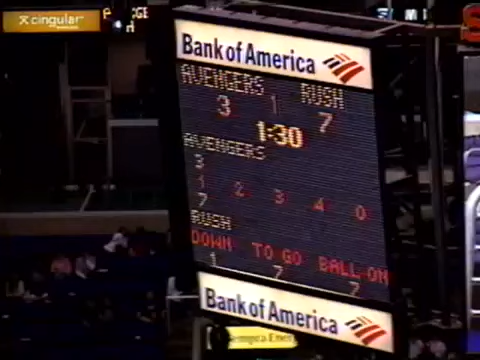 cingular
Bank of America
AVENGERS RUSH
3 1 7
1:30
AVENGERS
3
1 2 3 4 0
7
RUSH
DOWN TO GO BALL ON
1 7 7
Bank of America